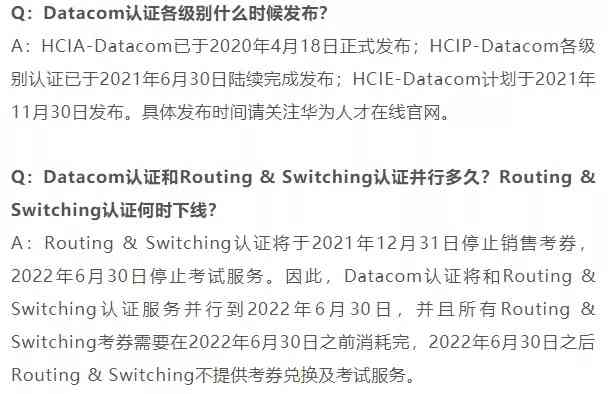 Q：Datacom认证各级别什么时候发布？
A：HCIA-Datacom已于2020年4月18日正式发布；HCIP-Datacom各级
别认证已于2021年6月30日陆续完成发布；HCIE-Datacom计划于2021年
11月30日发布。具体发布时间请关注华为人才在线官网。
Q：Datacom认证和Routing & Switching认证并行多久？Routing &
Switching认证何时下线？
A：Routing & Switching认证将于2021年12月31日停止销售考券，
2022年6月30日停止考试服务。因此，Datacom认证将和Routing &
Switching认证服务并行到2022年6月30日，并且所有Routing &
Switching考券需要在2022年6月30日之前消耗完，2022年6月30日之后
Routing & Switching不提供考券兑换及考试服务。